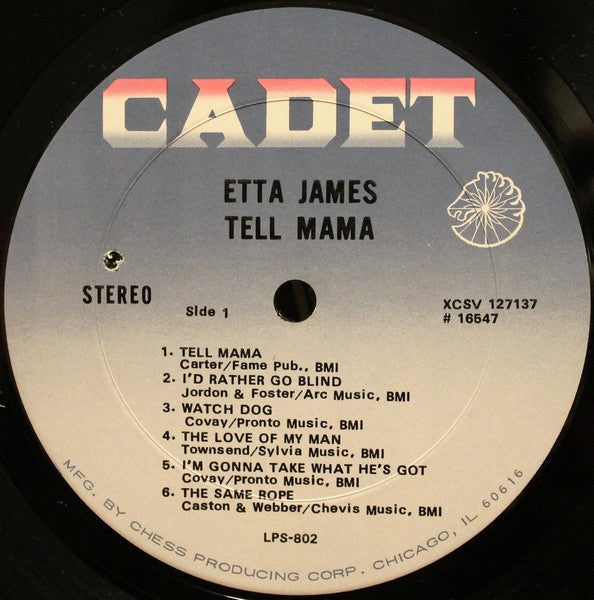 CADET
ETTA JAMES
TELL MAMA
STEREO
Side 1
XCSV 127137
# 16547
1. TELL MAMA
Carter/Fame Pub., BMI
2. I'D RATHER GO BLIND
Jordon & Foster/Arc Music, BMI
3. WATCH DOG
Covay/Pronto Music, BMI
4. THE LOVE OF MY MAN
Townsend/Sylvia Music, BMI
5. I'M GONNA TAKE WHAT HE'S GOT
Covay/Pronto Music, BMI
6. THE SAME ROPE
Caston & Webber/Chevis Music, BMI
LPS-802
MFG. BY CHESS PRODUCING CORP. CHICAGO, IL 60616